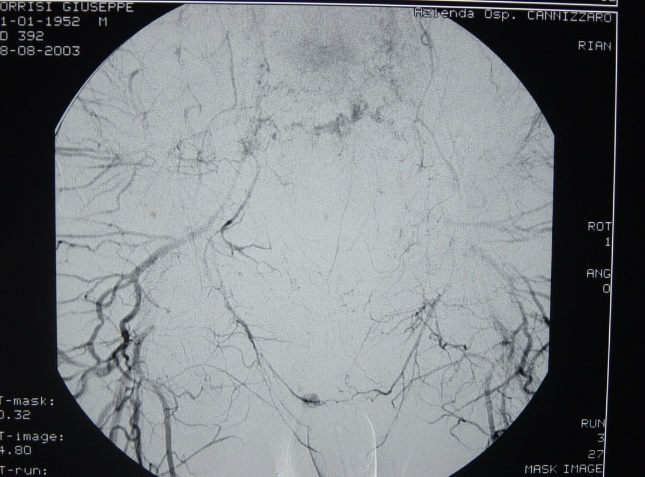 ORRISI GIUSEPPE
1-01-1952 M
D 392
8-08-2003
Azienda Osp. CANNIZZARO
RIAN
ROT
1
ANG
0
T-mask:
0.32
T-image:
4.80
T-run:
RUN
3
27
MASK IMAGE